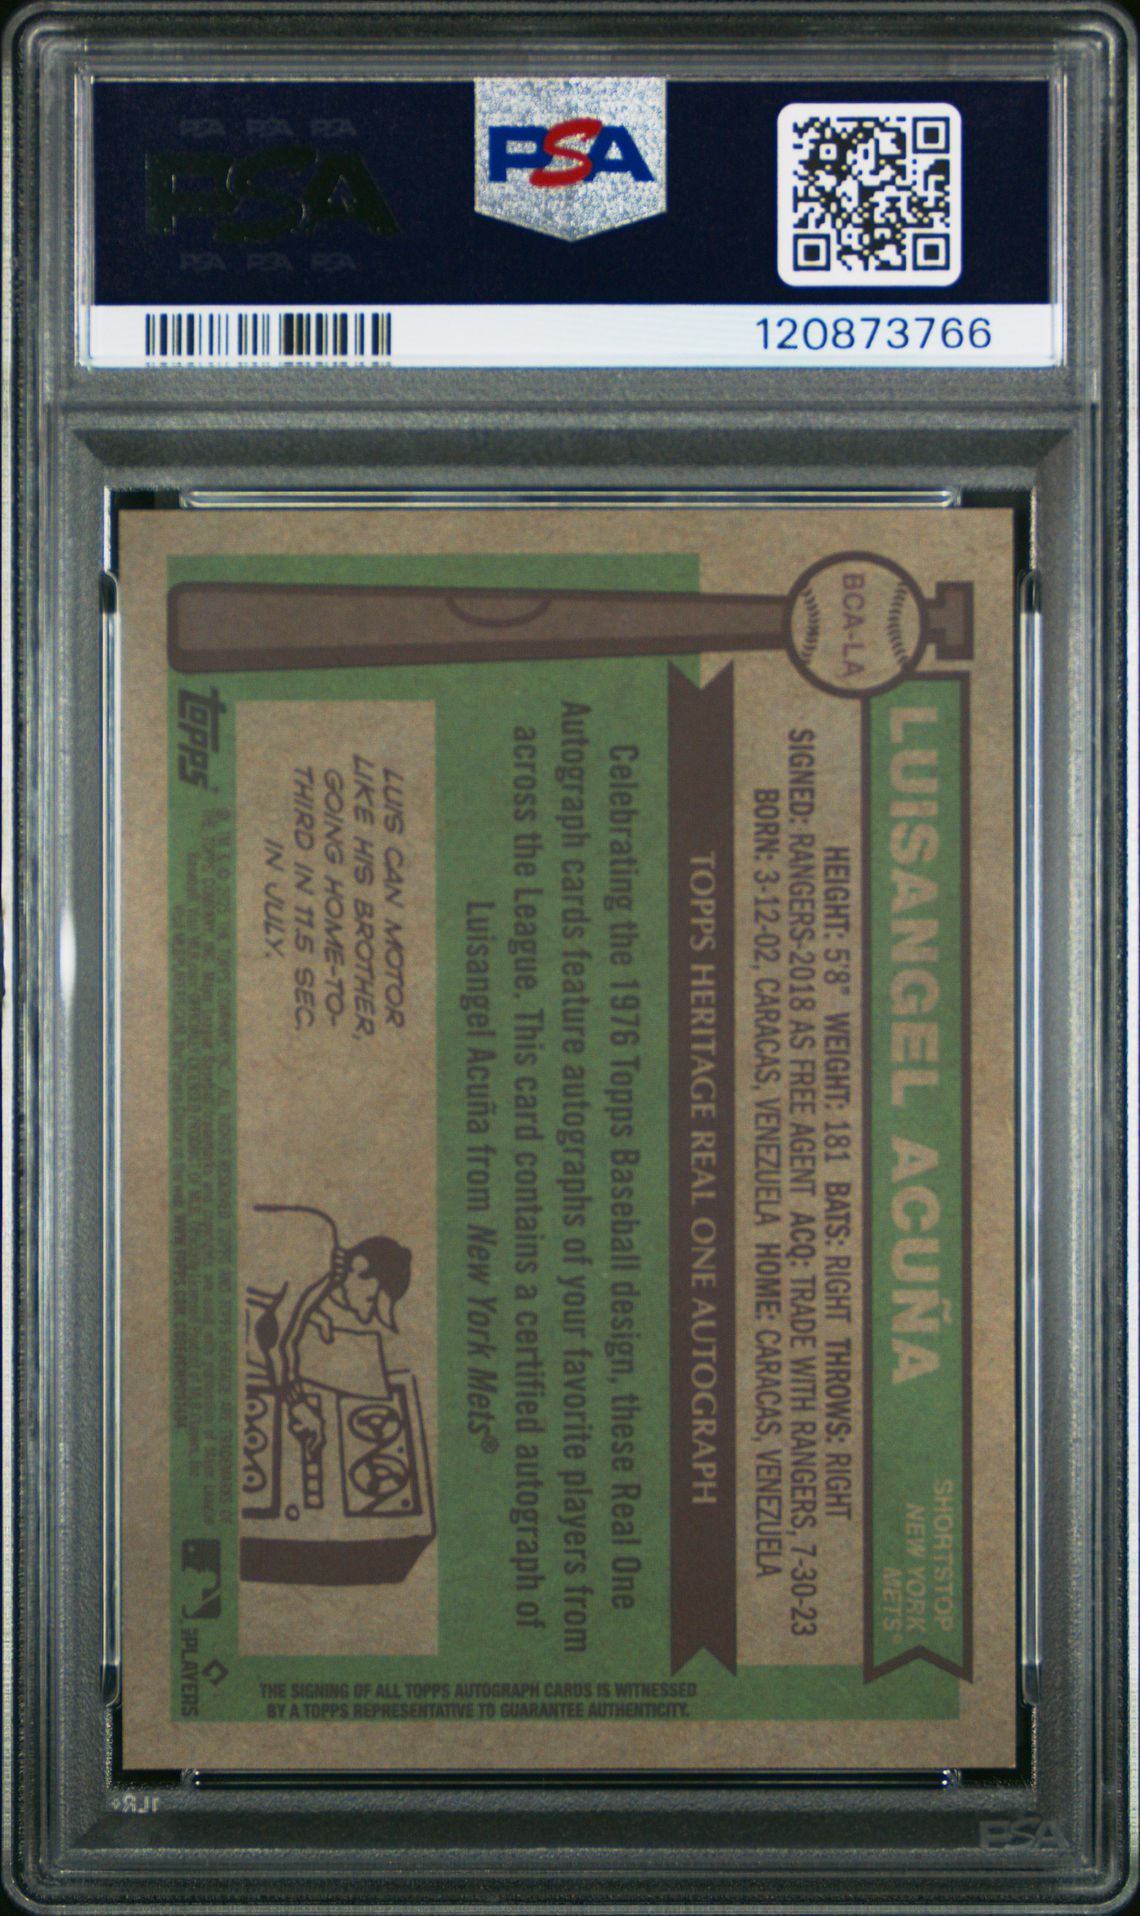 PSA PSA PSA
PSA
PSA PSA PSA
PSA
120873766
BCA-LA
LUISANGEL ACUÑA
SHORTSTOP
NEW YORK
METS®
HEIGHT: 5'8" WEIGHT: 181 BATS: RIGHT THROWS: RIGHT
SIGNED: RANGERS-2018 AS FREE AGENT ACQ: TRADE WITH RANGERS, 7-30-23
BORN: 3-12-02, CARACAS, VENEZUELA HOME: CARACAS, VENEZUELA
TOPPS HERITAGE REAL ONE AUTOGRAPH
Celebrating the 1976 Topps Baseball design, these Real One
Autograph cards feature autographs of your favorite players from
across the League. This card contains a certified autograph of
Luisangel Acuña from New York Mets®
LUIS CAN MOTOR
LIKE HIS BROTHER,
GOING HOME-TO-
THIRD IN 11.5 SEC.
IN JULY.
topps
THE SIGNING OF ALL TOPPS AUTOGRAPH CARDS IS WITNESSED
BY A TOPPS REPRESENTATIVE TO GUARANTEE AUTHENTICITY.
PLAYERS
PSA